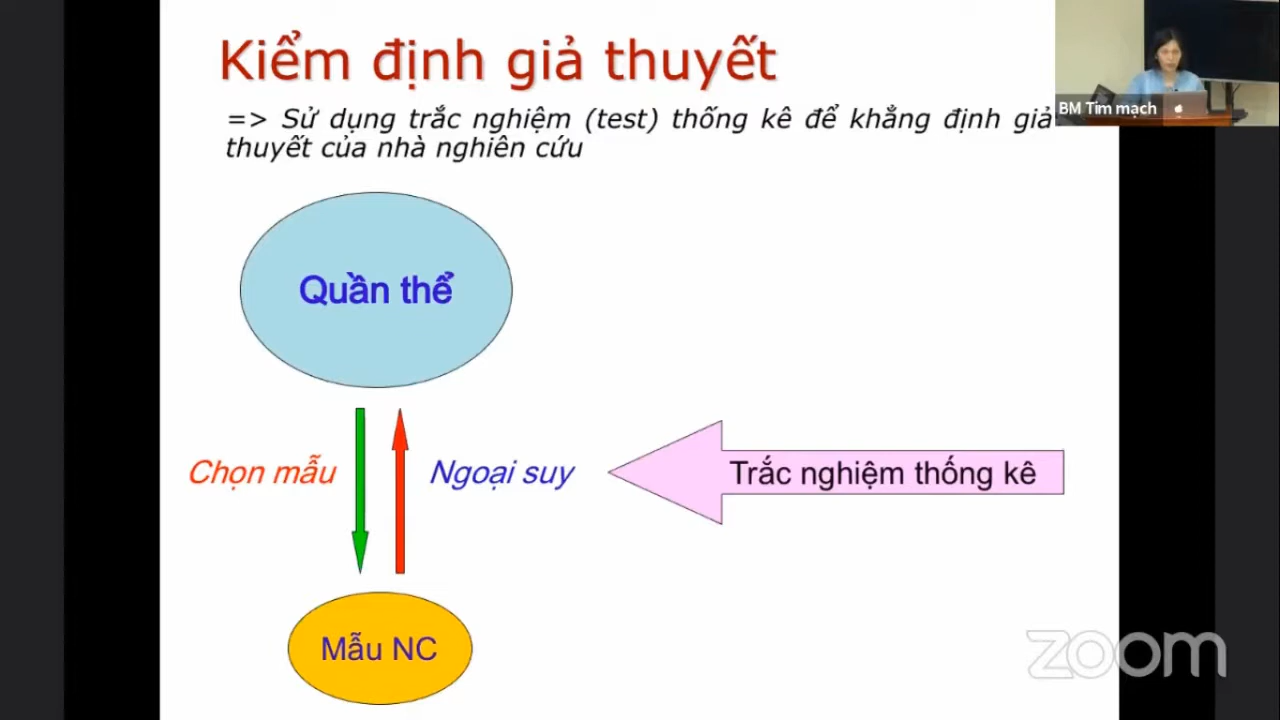 Kiểm định giả thuyết
=> Sử dụng trắc nghiệm (test) thống kê để khẳng định giả
thuyết của nhà nghiên cứu
BM Tim mạch
Quần thể
Chọn mẫu
Ngoại suy
Trắc nghiệm thống kê
Mẫu NC
zoom